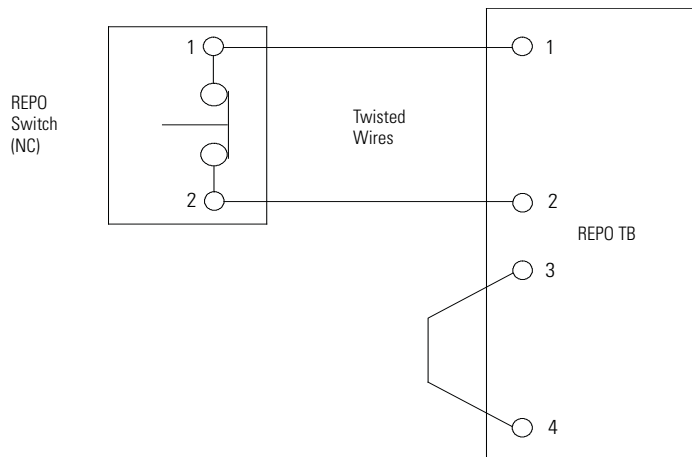 REPO
Switch
(NC)
1
2
Twisted
Wires
1
2
3
4
REPO TB